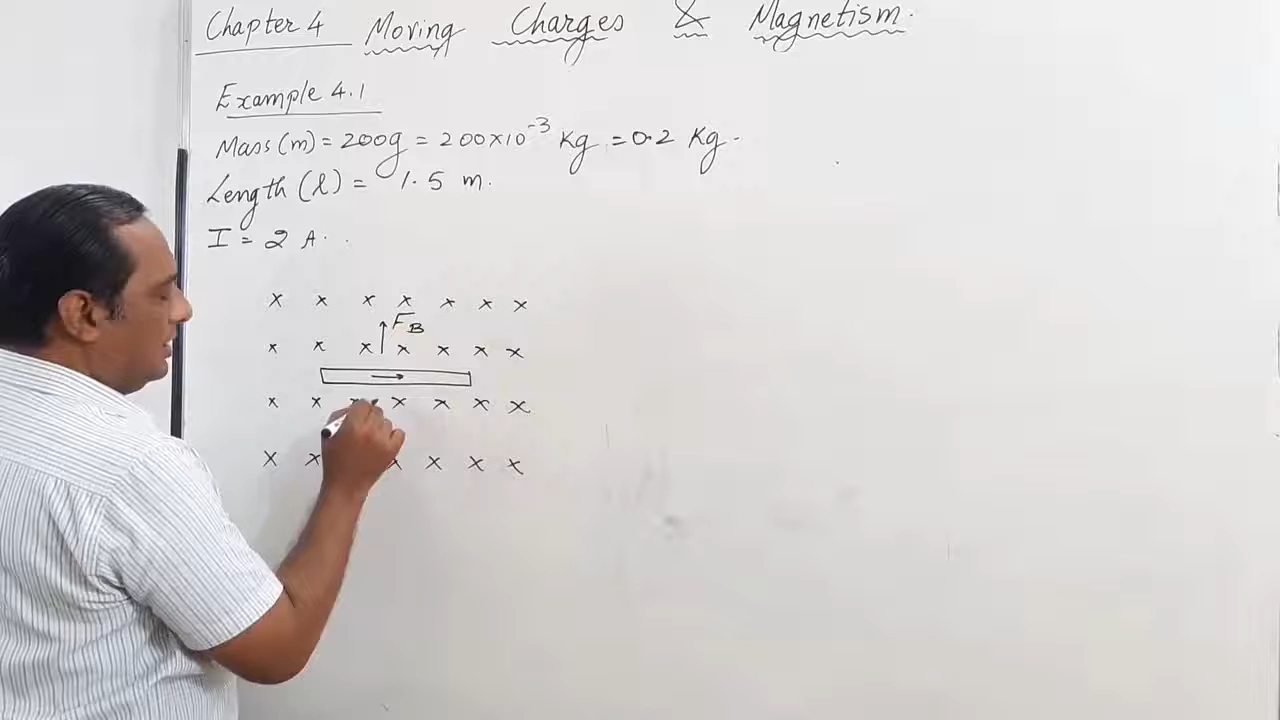 Chapter 4 Moving Charges & Magnetism.
Example 4.1
Mass (m) = 200g = 200×10⁻³ Kg = 0.2 Kg.
Length (l) = 1.5 m.
I = 2 A.
× × × × × × ×
F_B
× × × × × × ×
→
× × × × × × ×
× × × × × ×